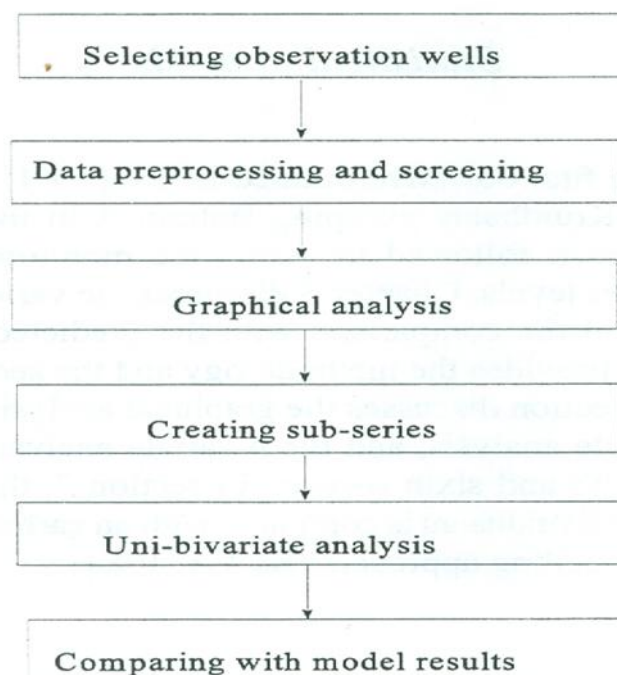 Selecting observation wells
Data preprocessing and screening
Graphical analysis
Creating sub-series
Uni-bivariate analysis
Comparing with model results